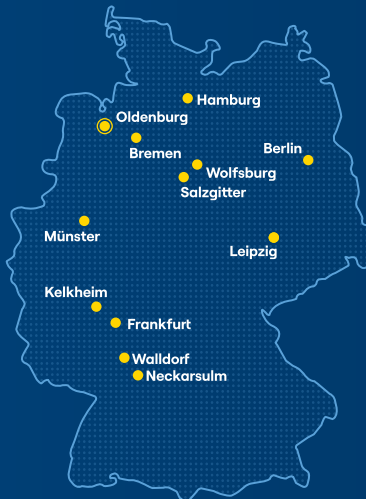 Hamburg
Oldenburg
Bremen
Berlin
Wolfsburg
Salzgitter
Münster
Leipzig
Kelkheim
Frankfurt
Walldorf
Neckarsulm